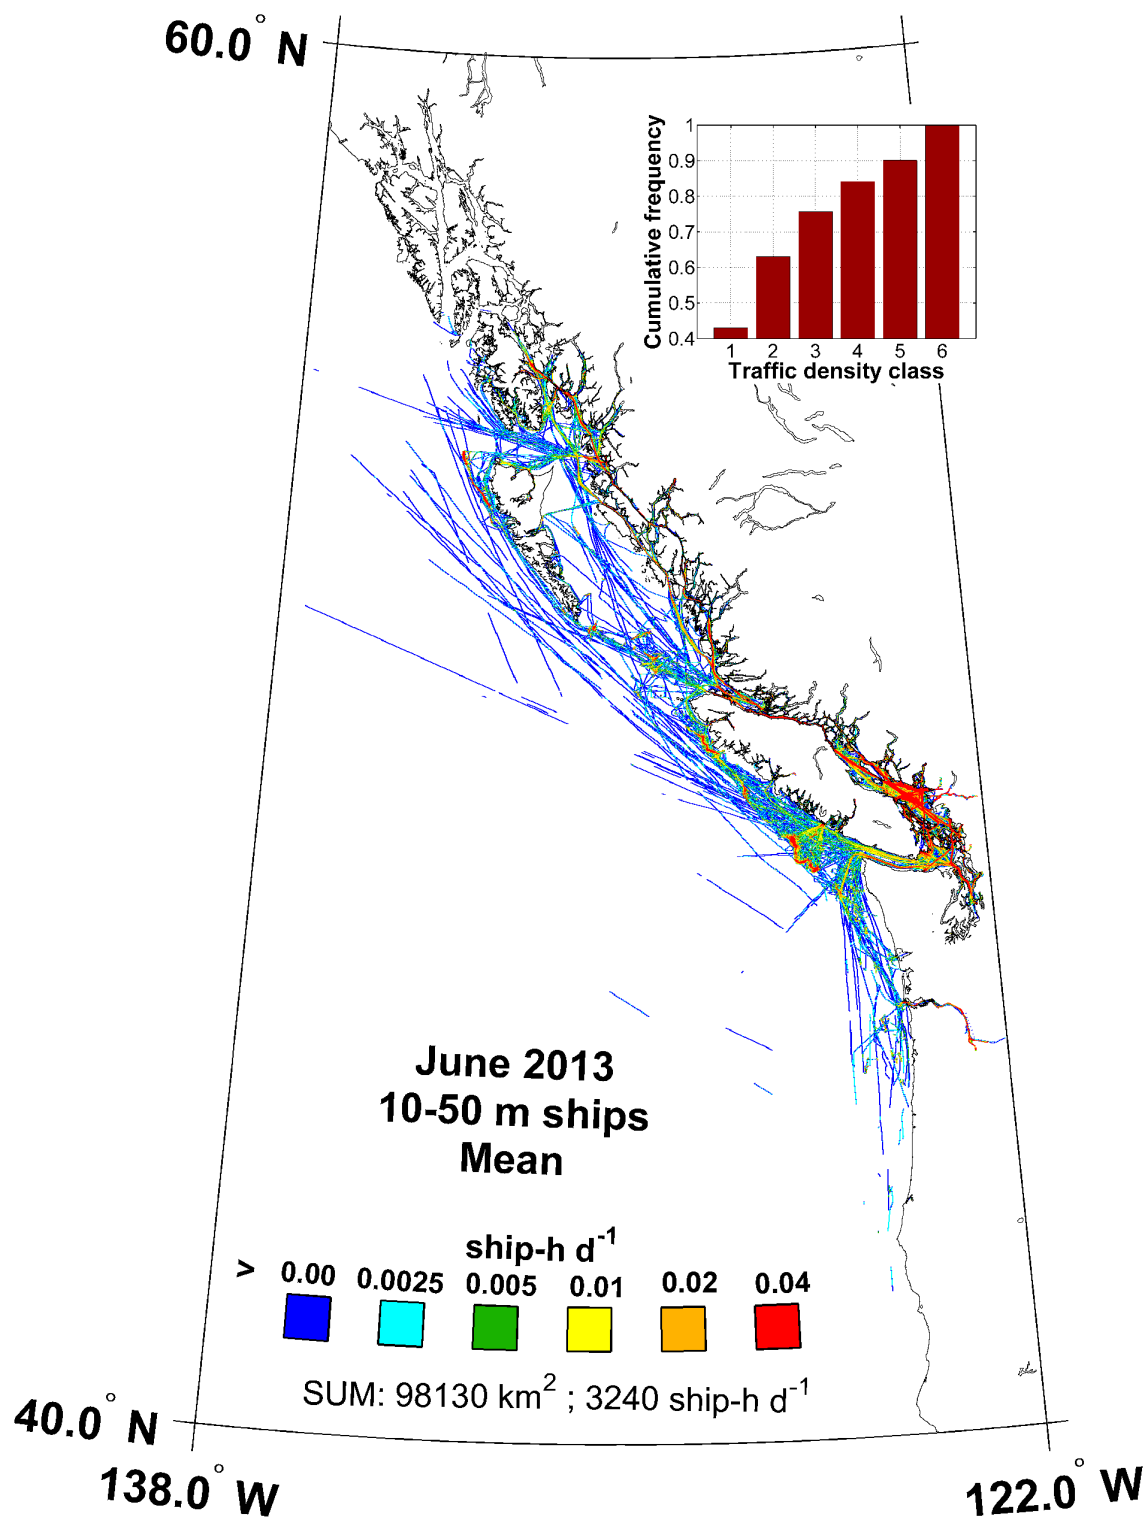 60.0° N
Cumulative frequency
1
0.9
0.8
0.7
0.6
0.5
0.4
1 2 3 4 5 6
Traffic density class
June 2013
10-50 m ships
Mean
ship-h d⁻¹
> 0.00 0.0025 0.005 0.01 0.02 0.04
SUM: 98130 km² ; 3240 ship-h d⁻¹
40.0° N
138.0° W
122.0° W